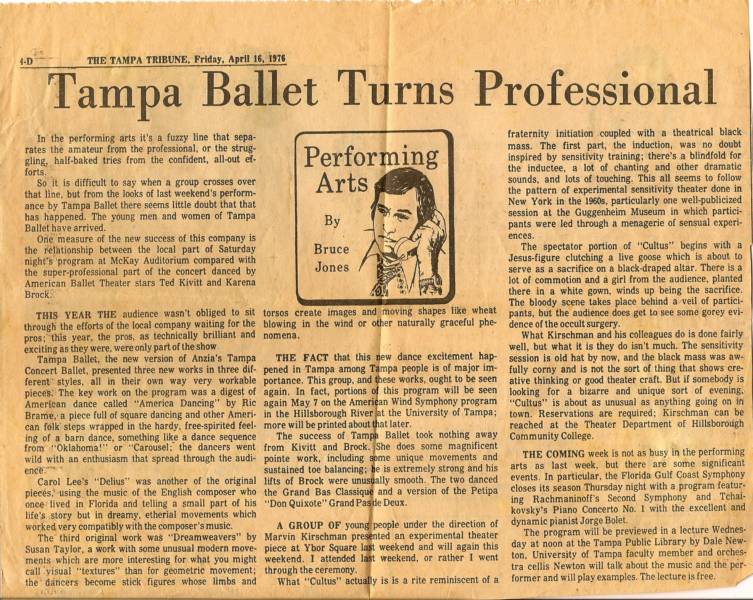 4-D
THE TAMPA TRIBUNE, Friday, April 16, 1976
Tampa Ballet Turns Professional
In the performing arts it's a fuzzy line that sepa-
rates the amateur from the professional, or the strug-
gling, half-baked tries from the confident, all-out ef-
forts.
So it is difficult to say when a group crosses over
that line, but from the looks of last weekend's perform-
ance by Tampa Ballet there seems little doubt that that
has happened. The young men and women of Tampa
Ballet have arrived.
One measure of the new success of this company is
the relationship between the local part of Saturday
night's program at McKay Auditorium compared with
the super-professional part of the concert danced by
American Ballet Theater stars Ted Kivitt and Karena
Brock.
THIS YEAR THE audience wasn't obliged to sit
through the efforts of the local company waiting for the
pros; this year, the pros, as technically brilliant and
exciting as they were, were only part of the show.
Tampa Ballet, the new version of Anzia's Tampa
Concert Ballet, presented three new works in three dif-
ferent styles, all in their own way very workable
pieces. The key work on the program was a digest of
American dance called "America Dancing" by Ric
Brame, a piece full of square dancing and other Ameri-
can folk steps wrapped in the hardy, free-spirited feel-
ing of a barn dance, something like a dance sequence
from "Oklahoma!" or "Carousel; the dancers went
wild with an enthusiasm that spread through the audi-
ence.
Carol Lee's "Delius" was another of the original
pieces, using the music of the English composer who
once lived in Florida and telling a small part of his
life's story but in dreamy, etherial movements which
worked very compatibly with the composer's music.
The third original work was "Dreamweavers" by
Susan Taylor, a work with some unusual modern move-
ments which are more interesting for what you might
call visual "textures" than for geometric movement;
the dancers become stick figures whose limbs and
Performing
Arts
By
Bruce
Jones
torsos create images and moving shapes like wheat
blowing in the wind or other naturally graceful phe-
nomena.
THE FACT that this new dance excitement hap-
pened in Tampa among Tampa people is of major im-
portance. This group, and these works, ought to be seen
again. In fact, portions of this program will be seen
again May 7 on the American Wind Symphony program
in the Hillsborough River at the University of Tampa;
more will be printed about that later.
The success of Tampa Ballet took nothing away
from Kivitt and Brock. She does some magnificent
pointe work, including some unique movements and
sustained toe balancing; he is extremely strong and his
lifts of Brock were unusually smooth. The two danced
the Grand Bas Classique and a version of the Petipa
"Don Quixote" Grand Pas de Deux.
A GROUP OF young people under the direction of
Marvin Kirschman presented an experimental theater
piece at Ybor Square last weekend and will again this
weekend. I attended last weekend, or rather I went
through the ceremony.
What "Cultus" actually is is a rite reminiscent of a
fraternity initiation coupled with a theatrical black
mass. The first part, the induction, was no doubt
inspired by sensitivity training; there's a blindfold for
the inductee, a lot of chanting and other dramatic
sounds, and lots of touching. This all seems to follow
the pattern of experimental sensitivity theater done in
New York in the 1960s, particularly one well-publicized
session at the Guggenheim Museum in which partici-
pants were led through a menagerie of sensual experi-
ences.
The spectator portion of "Cultus" begins with a
Jesus-figure clutching a live goose which is about to
serve as a sacrifice on a black-draped altar. There is a
lot of commotion and a girl from the audience, planted
there in a white gown, winds up being the sacrifice.
The bloody scene takes place behind a veil of partici-
pants, but the audience does get to see some gorey evi-
dence of the occult surgery.
What Kirschman and his colleagues do is done fairly
well, but what it is they do isn't much. The sensitivity
session is old hat by now, and the black mass was aw-
fully corny and is not the sort of thing that shows cre-
ative thinking or good theater craft. But if somebody is
looking for a bizarre and unique sort of evening,
"Cultus" is about as unusual as anything going on in
town. Reservations are required; Kirschman can be
reached at the Theater Department of Hillsborough
Community College.
THE COMING week is not as busy in the performing
arts as last week, but there are some significant
events. In particular, the Florida Gulf Coast Symphony
closes its season Thursday night with a program featur-
ing Rachmaninoff's Second Symphony and Tchai-
kovsky's Piano Concerto No. 1 with the excellent and
dynamic pianist Jorge Bolet.
The program will be previewed in a lecture Wednes-
day at noon at the Tampa Public Library by Dale New-
ton, University of Tampa faculty member and orches-
tra cellis Newton will talk about the music and the per-
former and will play examples. The lecture is free.